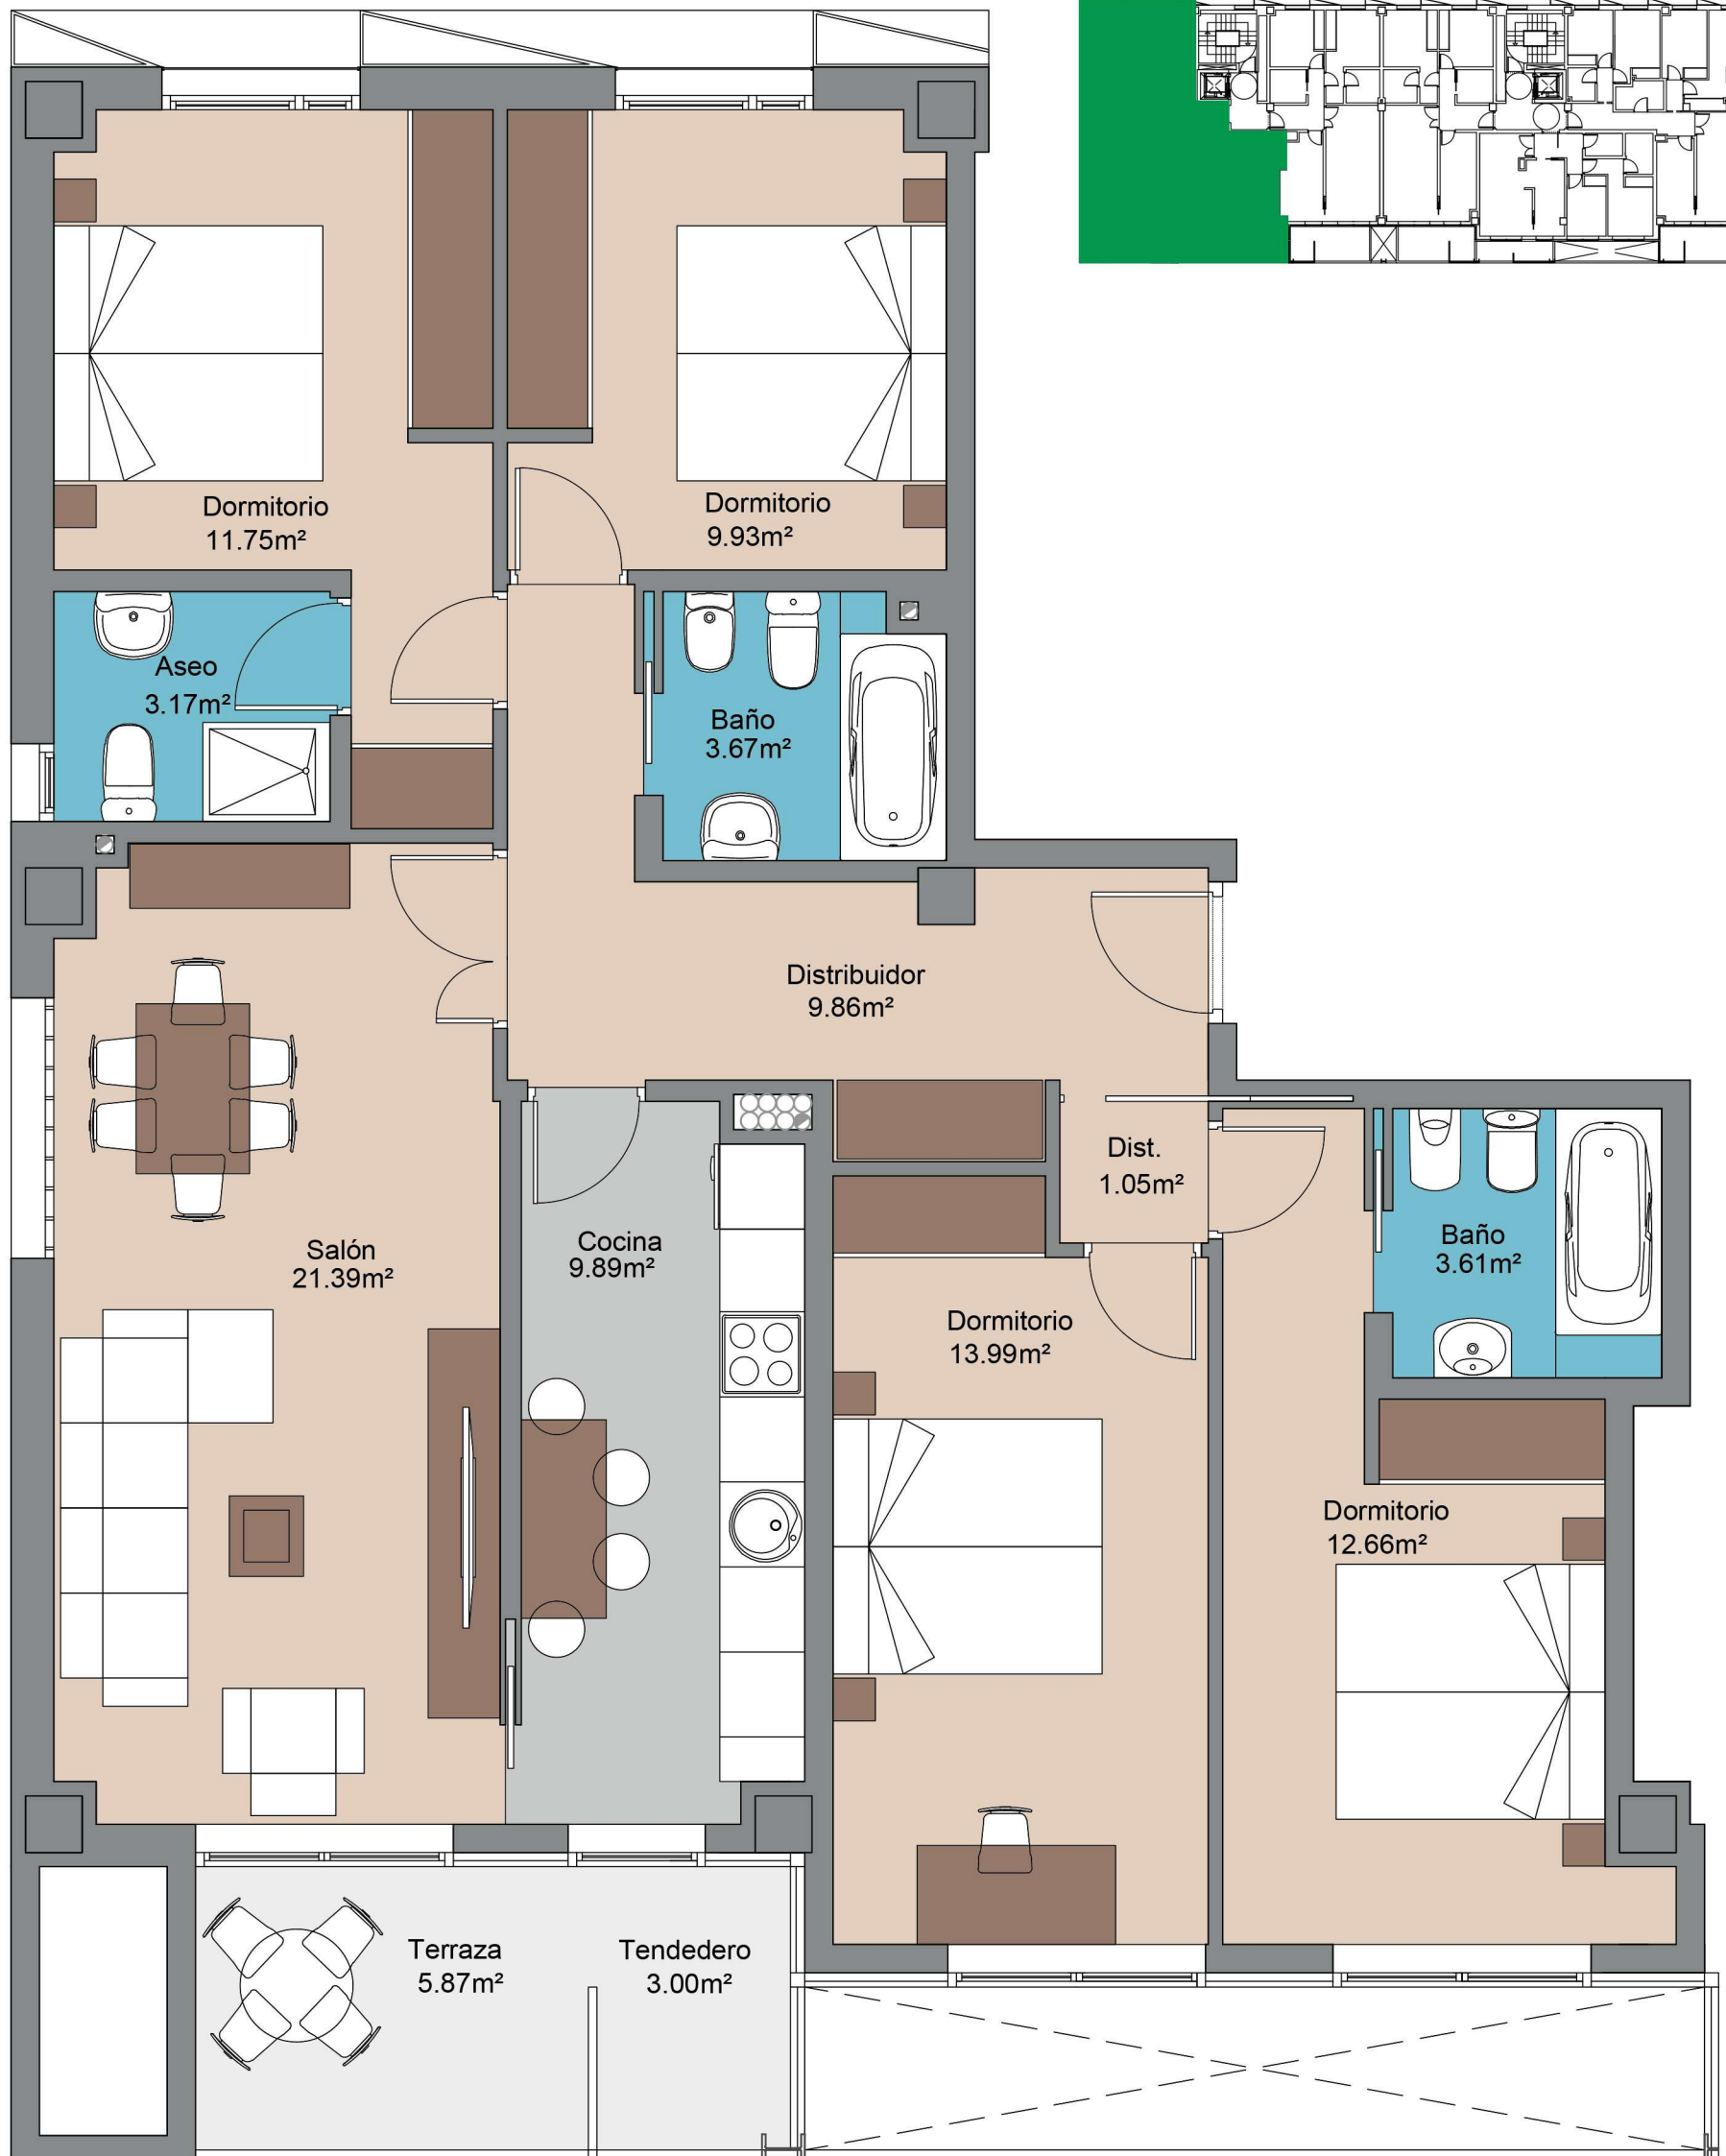 Dormitorio
11.75m²
Dormitorio
9.93m²
Aseo
3.17m²
Baño
3.67m²
Distribuidor
9.86m²
Dist.
1.05m²
Salón
21.39m²
Cocina
9.89m²
Baño
3.61m²
Dormitorio
13.99m²
Dormitorio
12.66m²
Terraza
5.87m²
Tendedero
3.00m²